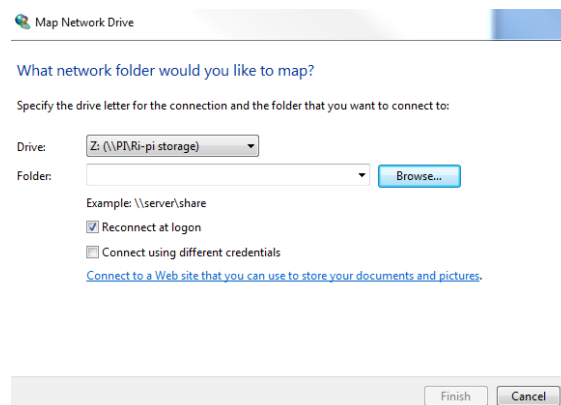 Map Network Drive
What network folder would you like to map?
Specify the drive letter for the connection and the folder that you want to connect to:
Drive: Z: (\\PI\Ri-pi storage)
Folder: Browse...
Example: \\server\share
Reconnect at logon
Connect using different credentials
Connect to a Web site that you can use to store your documents and pictures.
Finish Cancel